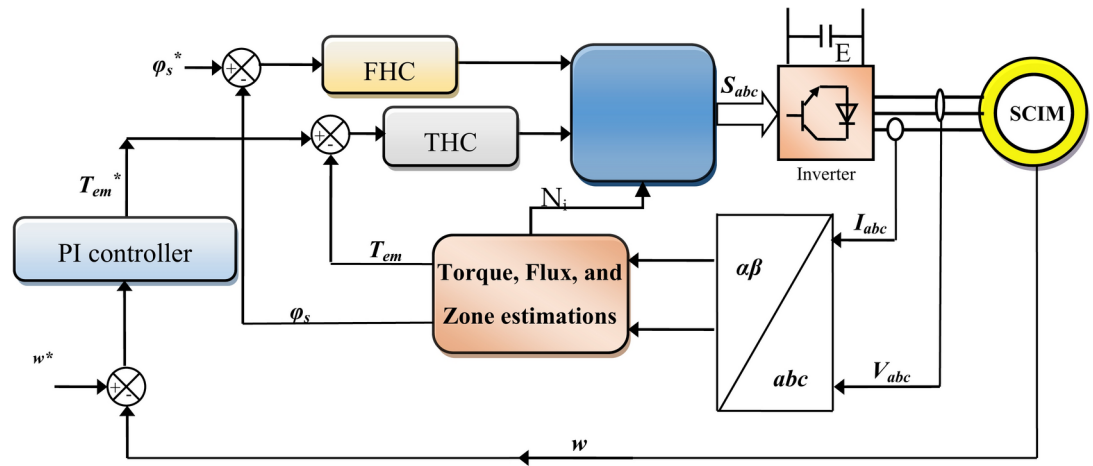 φs*
+
-
FHC
E
Sabc
SCIM
+
-
THC
Inverter
Tem*
Ni
Iabc
PI controller
Tem
Torque, Flux, and
Zone estimations
αβ
φs
w*
+
-
abc
Vabc
w